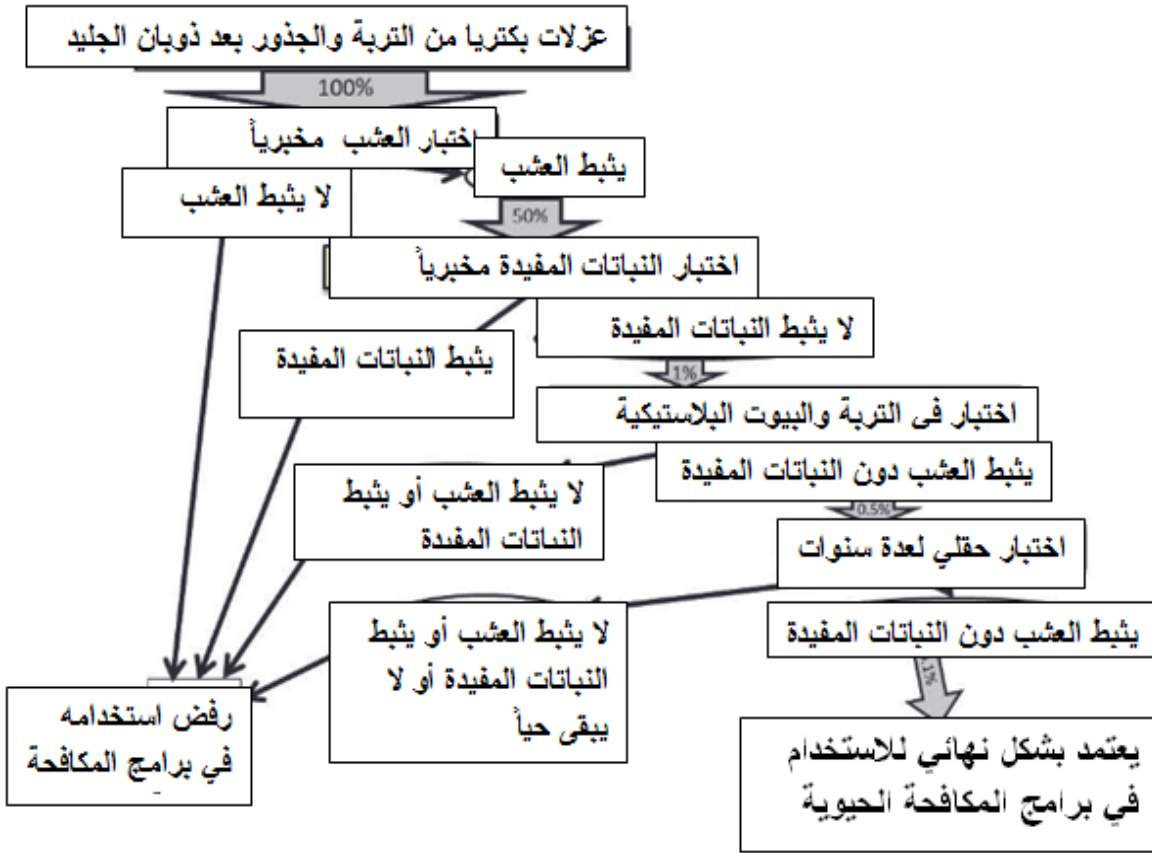 عزلات بكتريا من التربة والجذور بعد ذوبان الجليد
100%
اختبار العشب مخبرياً
يثبط العشب
لا يثبط العشب
50%
اختبار النباتات المفيدة مخبرياً
لا يثبط النباتات المفيدة
يثبط النباتات المفيدة
1%
اختبار في التربة والبيوت البلاستيكية
يثبط العشب دون النباتات المفيدة
لا يثبط العشب أو يثبط
النباتات المفيدة
0.5%
اختبار حقلي لعدة سنوات
لا يثبط العشب أو يثبط
النباتات المفيدة أو لا
يبقى حياً
يثبط العشب دون النباتات المفيدة
رفض استخدامه
في برامج المكافحة
يعتمد بشكل نهائي للاستخدام
في برامج المكافحة الحيوية